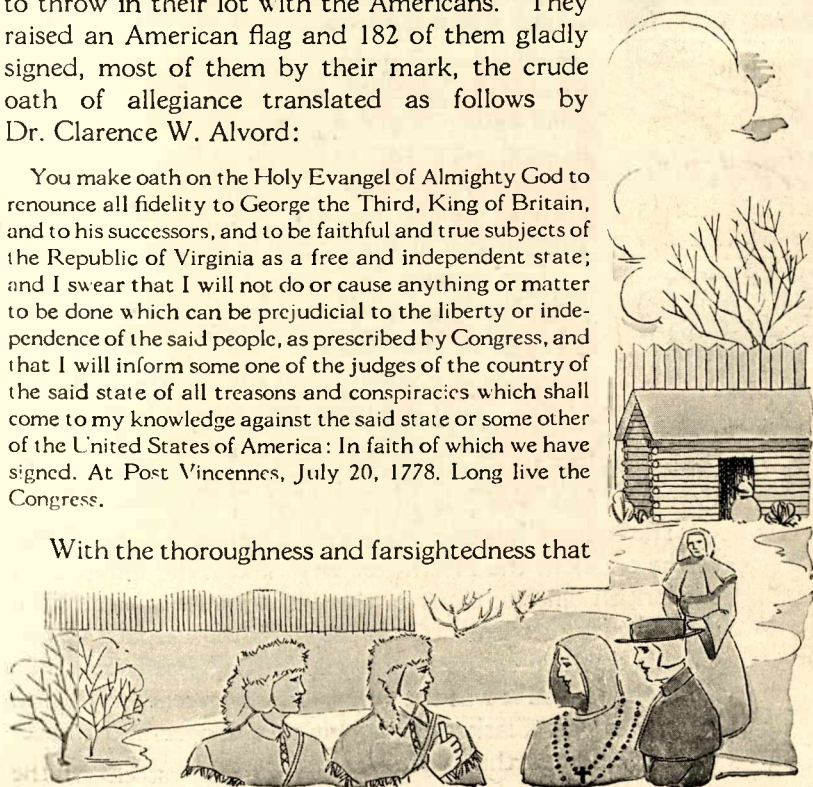 to throw in their lot with the Americans. They
raised an American flag and 182 of them gladly
signed, most of them by their mark, the crude
oath of allegiance translated as follows by
Dr. Clarence W. Alvord:
You make oath on the Holy Evangel of Almighty God to
renounce all fidelity to George the Third, King of Britain,
and to his successors, and to be faithful and true subjects of
the Republic of Virginia as a free and independent state;
and I swear that I will not do or cause anything or matter
to be done which can be prejudicial to the liberty or inde-
pendence of the said people, as prescribed by Congress, and
that I will inform some one of the judges of the country of
the said state of all treasons and conspiracies which shall
come to my knowledge against the said state or some other
of the United States of America: In faith of which we have
signed. At Post Vincennes, July 20, 1778. Long live the
Congress.
With the thoroughness and farsightedness that